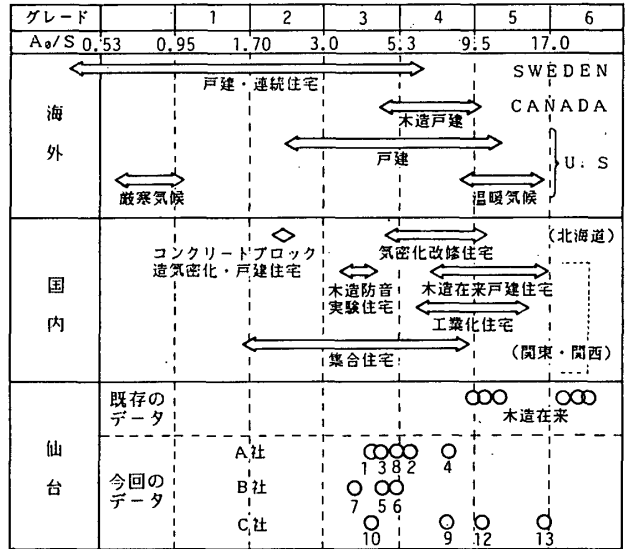 グレード 1 2 3 4 5 6
Aθ/S 0.53 0.95 1.70 3.0 5.3 9.5 17.0
海外
戸建・連続住宅
SWEDEN
木造戸建
CANADA
戸建
U.S
厳寒気候
温暖気候
国内
コンクリートブロック
造気密化・戸建住宅
気密化改修住宅
(北海道)
木造防音
実験住宅
木造在来戸建住宅
工業化住宅
集合住宅
(関東・関西)
仙台
既存の
データ
木造在来
今回の
データ
A社
1 3 8 2 4
B社
7 5 6
C社
10 9 12 13